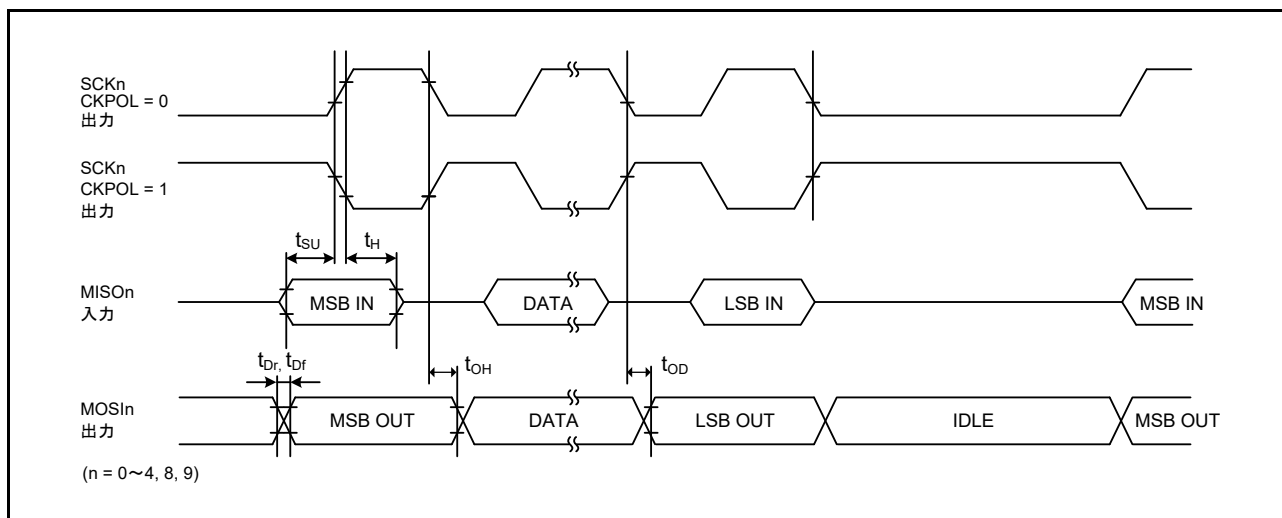 SCKn
CKPOL = 0
出力
SCKn
CKPOL = 1
出力
tSU
tH
MISOn
入力
MSB IN
DATA
LSB IN
MSB IN
tDr, tDf
tOH
tOD
MOSIn
出力
MSB OUT
DATA
LSB OUT
IDLE
MSB OUT
(n = 0～4, 8, 9)